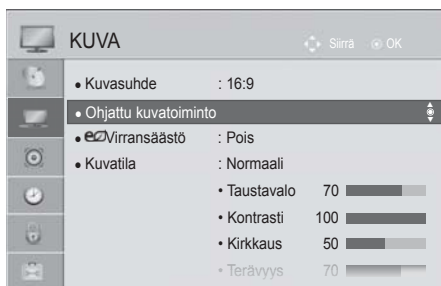 KUVA
Siirrä OK
• Kuvasuhde : 16:9
• Ohjattu kuvatoiminto
• eco Virransäästö : Pois
• Kuvatila : Normaali
• Taustavalo 70
• Kontrasti 100
• Kirkkaus 50
• Terävyys 70